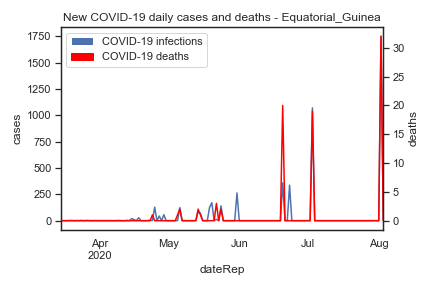 New COVID-19 daily cases and deaths - Equatorial_Guinea
COVID-19 infections
COVID-19 deaths
1750
1500
1250
1000
750
500
250
0
cases
30
25
20
15
10
5
0
deaths
Apr
2020
May
Jun
Jul
Aug
dateRep